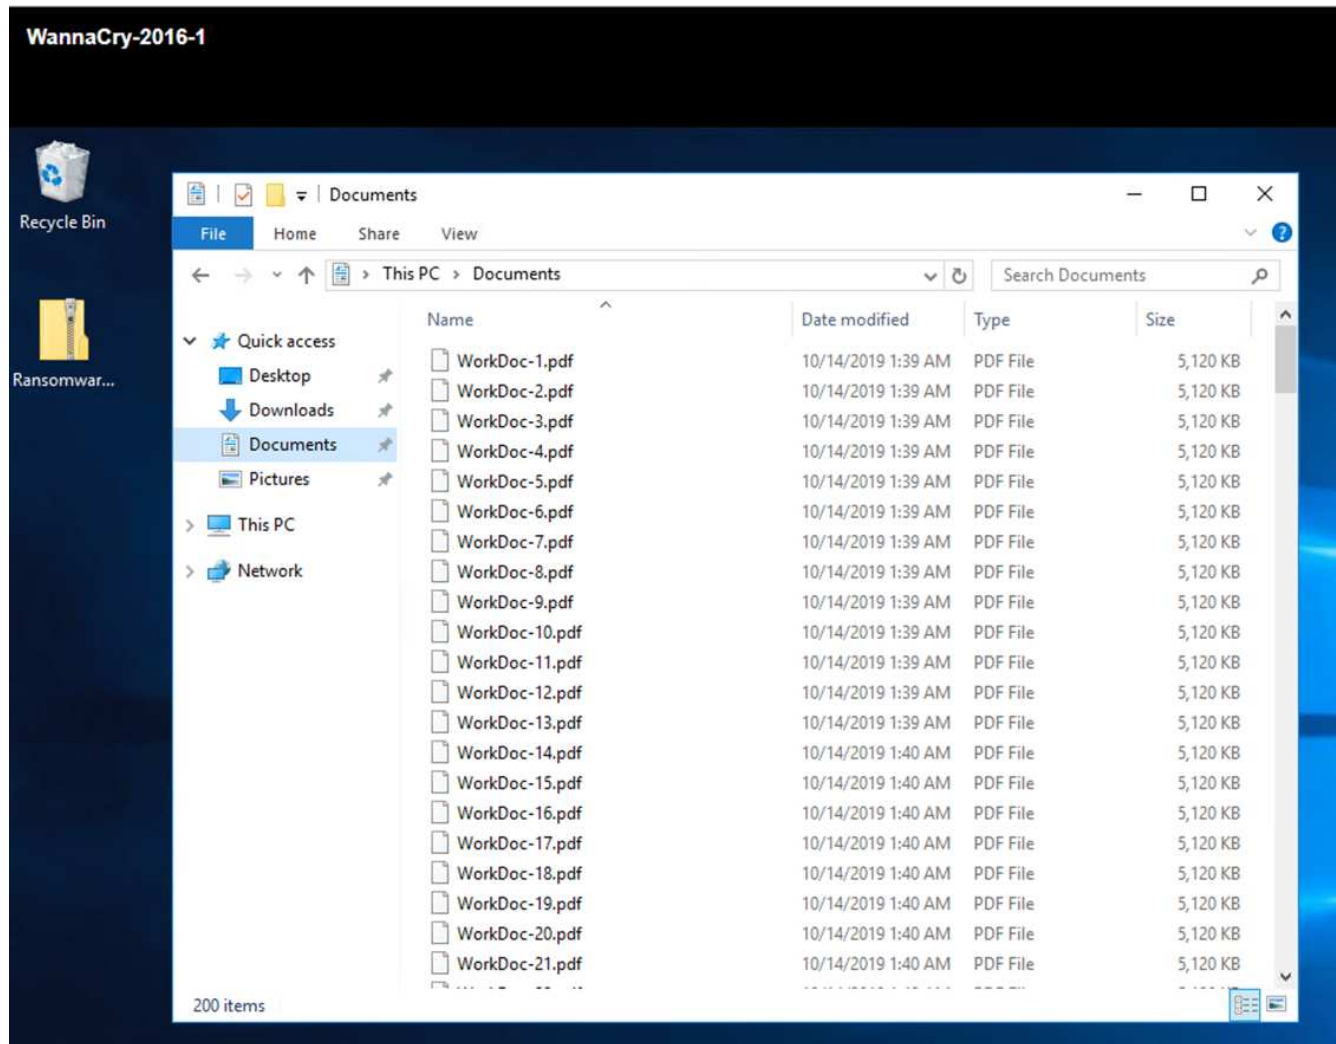 WannaCry-2016-1
Recycle Bin
Ransomwar...
Documents
File Home Share View
This PC > Documents
Search Documents
Quick access
Desktop
Downloads
Documents
Pictures
This PC
Network
Name Date modified Type Size
WorkDoc-1.pdf 10/14/2019 1:39 AM PDF File 5,120 KB
WorkDoc-2.pdf 10/14/2019 1:39 AM PDF File 5,120 KB
WorkDoc-3.pdf 10/14/2019 1:39 AM PDF File 5,120 KB
WorkDoc-4.pdf 10/14/2019 1:39 AM PDF File 5,120 KB
WorkDoc-5.pdf 10/14/2019 1:39 AM PDF File 5,120 KB
WorkDoc-6.pdf 10/14/2019 1:39 AM PDF File 5,120 KB
WorkDoc-7.pdf 10/14/2019 1:39 AM PDF File 5,120 KB
WorkDoc-8.pdf 10/14/2019 1:39 AM PDF File 5,120 KB
WorkDoc-9.pdf 10/14/2019 1:39 AM PDF File 5,120 KB
WorkDoc-10.pdf 10/14/2019 1:39 AM PDF File 5,120 KB
WorkDoc-11.pdf 10/14/2019 1:39 AM PDF File 5,120 KB
WorkDoc-12.pdf 10/14/2019 1:39 AM PDF File 5,120 KB
WorkDoc-13.pdf 10/14/2019 1:39 AM PDF File 5,120 KB
WorkDoc-14.pdf 10/14/2019 1:40 AM PDF File 5,120 KB
WorkDoc-15.pdf 10/14/2019 1:40 AM PDF File 5,120 KB
WorkDoc-16.pdf 10/14/2019 1:40 AM PDF File 5,120 KB
WorkDoc-17.pdf 10/14/2019 1:40 AM PDF File 5,120 KB
WorkDoc-18.pdf 10/14/2019 1:40 AM PDF File 5,120 KB
WorkDoc-19.pdf 10/14/2019 1:40 AM PDF File 5,120 KB
WorkDoc-20.pdf 10/14/2019 1:40 AM PDF File 5,120 KB
WorkDoc-21.pdf 10/14/2019 1:40 AM PDF File 5,120 KB
200 items